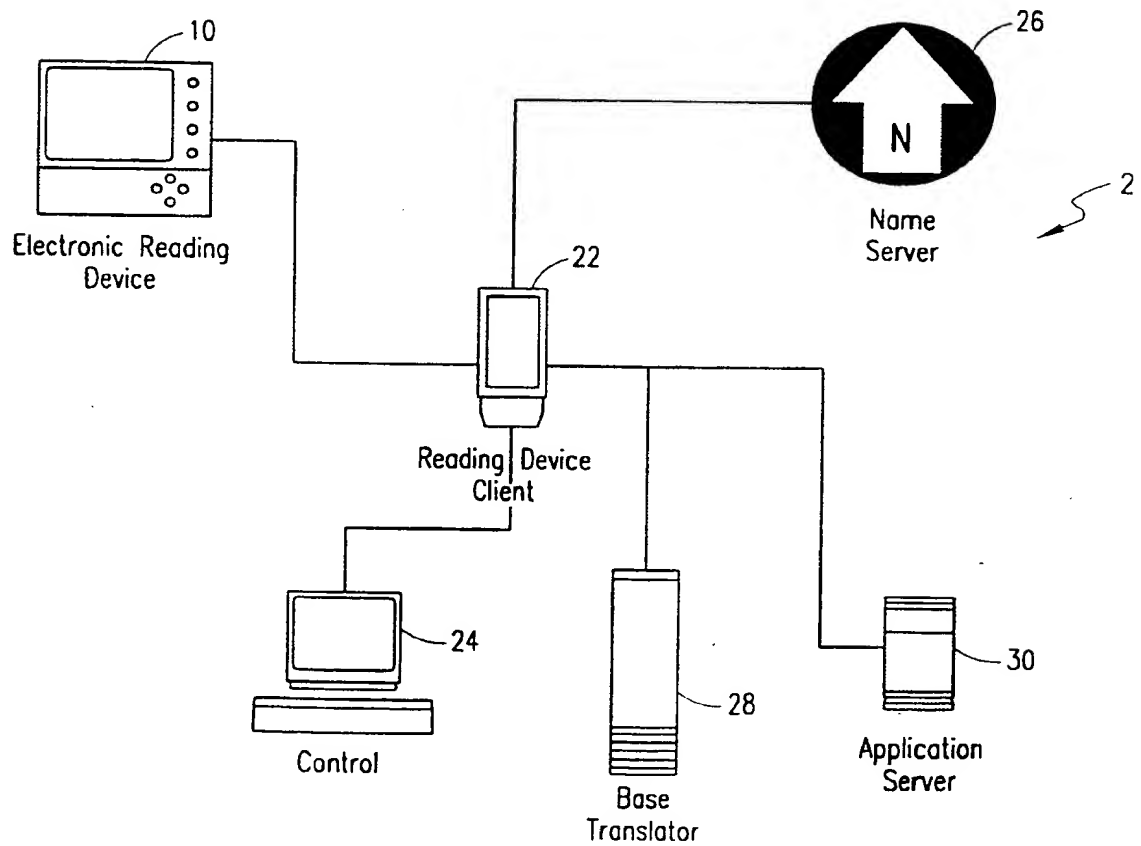 10
26
N
2
Name
Server
Electronic Reading
Device
22
Reading Device
Client
24
Control
28
Base
Translator
30
Application
Server